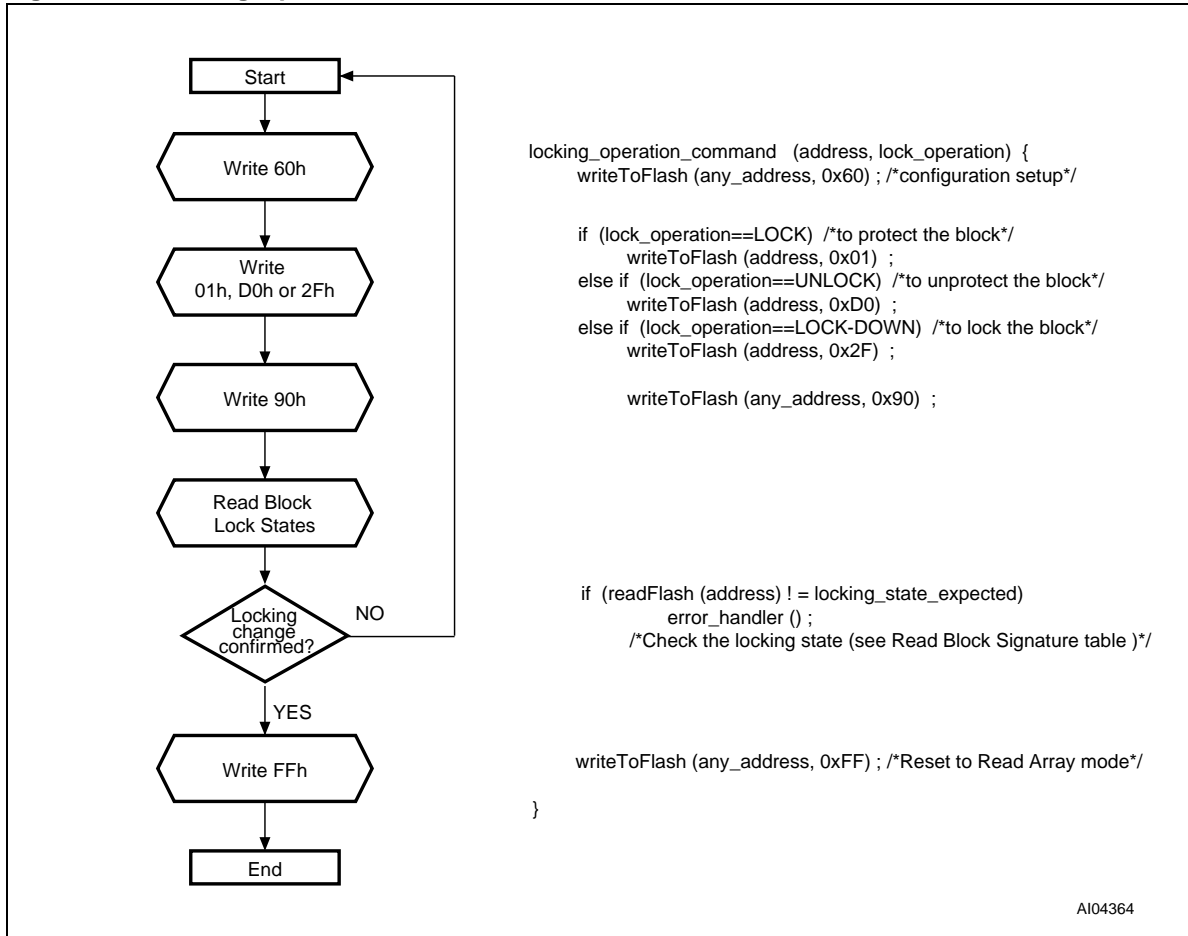 Start
Write 60h
Write
01h, D0h or 2Fh
Write 90h
Read Block
Lock States
Locking
change
confirmed?
NO
YES
Write FFh
End
locking_operation_command (address, lock_operation) {
writeToFlash (any_address, 0x60) ; /*configuration setup*/
if (lock_operation==LOCK) /*to protect the block*/
writeToFlash (address, 0x01) ;
else if (lock_operation==UNLOCK) /*to unprotect the block*/
writeToFlash (address, 0xD0) ;
else if (lock_operation==LOCK-DOWN) /*to lock the block*/
writeToFlash (address, 0x2F) ;
writeToFlash (any_address, 0x90) ;
if (readFlash (address) ! = locking_state_expected)
error_handler () ;
/*Check the locking state (see Read Block Signature table )*/
writeToFlash (any_address, 0xFF) ; /*Reset to Read Array mode*/
}
AI04364